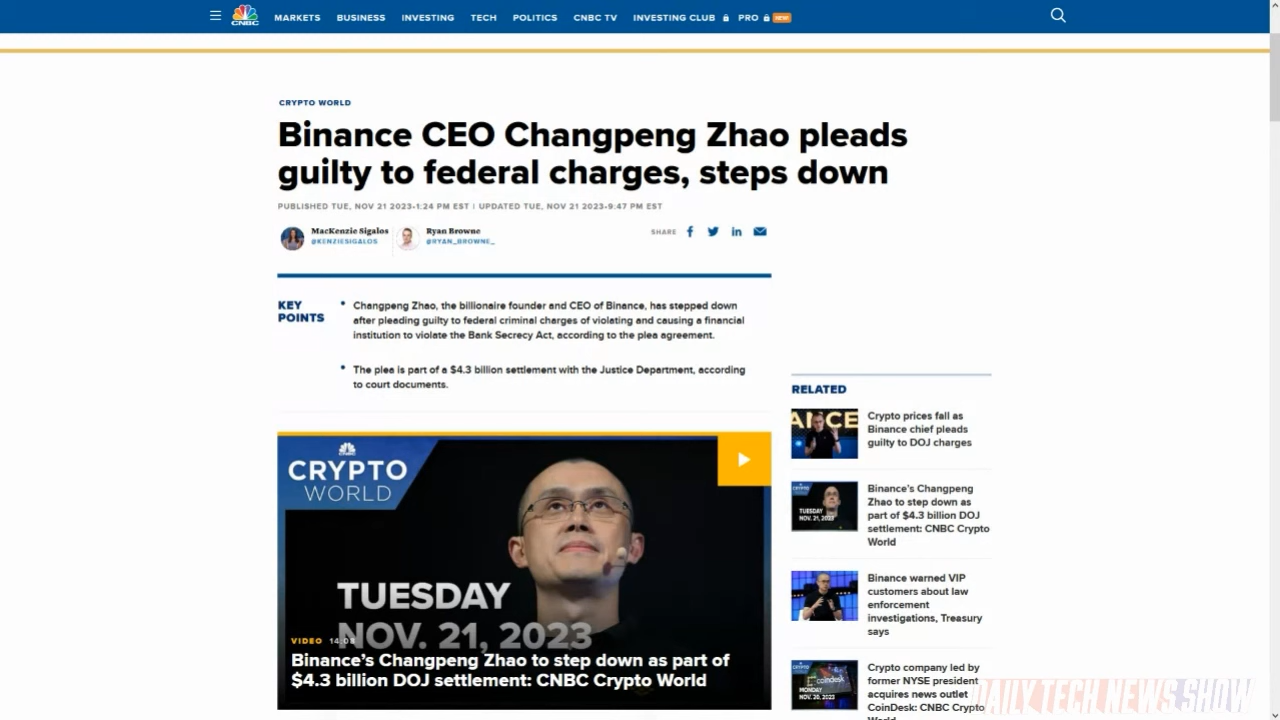 CNBC
MARKETS BUSINESS INVESTING TECH POLITICS CNBC TV INVESTING CLUB PRO NEW
CRYPTO WORLD
Binance CEO Changpeng Zhao pleads
guilty to federal charges, steps down
PUBLISHED TUE, NOV 21 2023•1:24 PM EST | UPDATED TUE, NOV 21 2023•9:47 PM EST
MacKenzie Sigalos
@KENZIESIGALOS
Ryan Browne
@RYAN_BROWNE_
SHARE
KEY
POINTS
• Changpeng Zhao, the billionaire founder and CEO of Binance, has stepped down
after pleading guilty to federal criminal charges of violating and causing a financial
institution to violate the Bank Secrecy Act, according to the plea agreement.
• The plea is part of a $4.3 billion settlement with the Justice Department, according
to court documents.
CRYPTO
WORLD
TUESDAY
NOV. 21, 2023
VIDEO 14:08
Binance's Changpeng Zhao to step down as part of
$4.3 billion DOJ settlement: CNBC Crypto World
RELATED
ANCE
Crypto prices fall as
Binance chief pleads
guilty to DOJ charges
CRYPTO
WORLD
TUESDAY
NOV. 21, 2023
Binance's Changpeng
Zhao to step down as
part of $4.3 billion DOJ
settlement: CNBC Crypto
World
Binance warned VIP
customers about law
enforcement
investigations, Treasury
says
CRYPTO
WORLD
coindesk
MONDAY
NOV. 20, 2023
Crypto company led by
former NYSE president
acquires news outlet
CoinDesk: CNBC Crypto
World
DAILY TECH NEWS SHOW